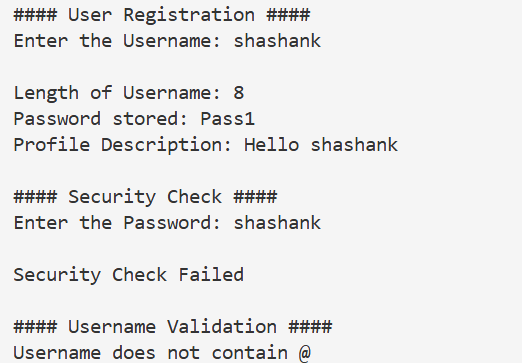 #### User Registration ####
Enter the Username: shashank
Length of Username: 8
Password stored: Pass1
Profile Description: Hello shashank
#### Security Check ####
Enter the Password: shashank
Security Check Failed
#### Username Validation ####
Username does not contain @